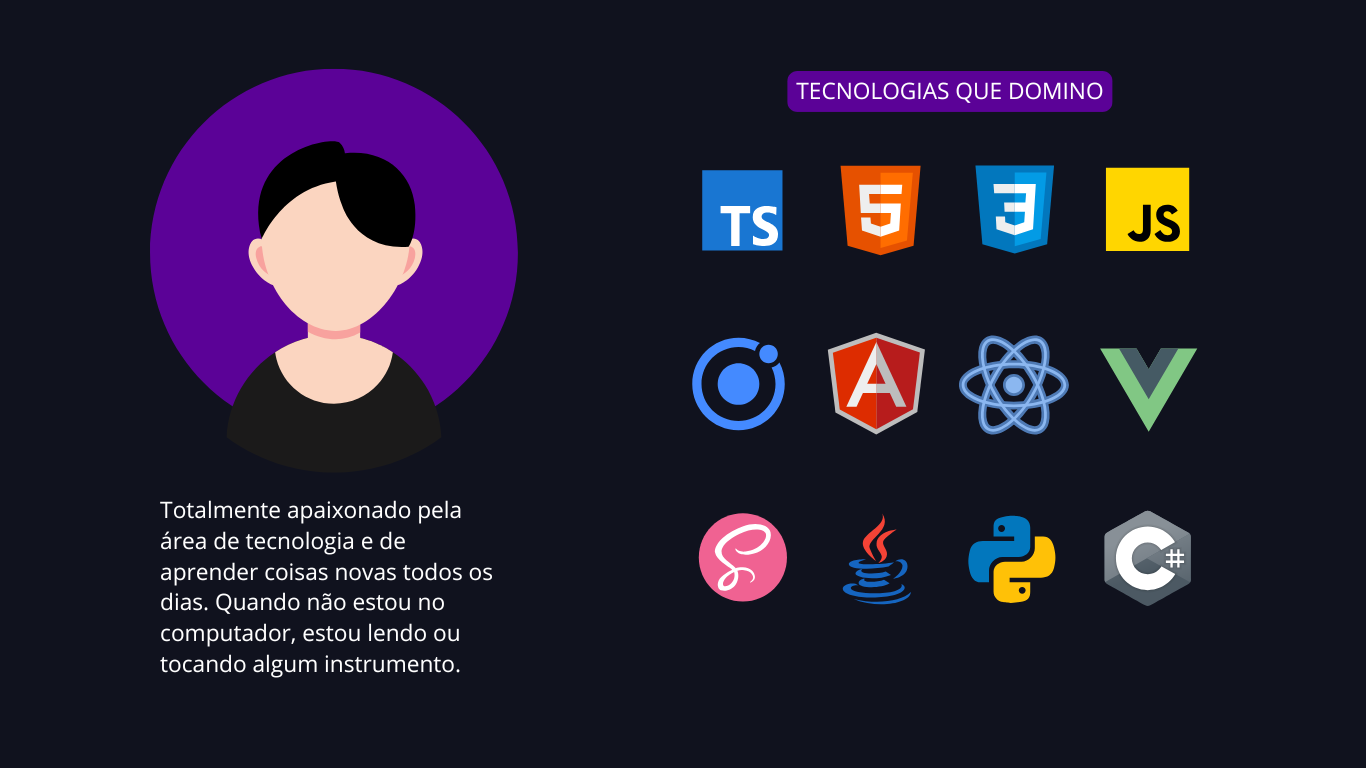 TECNOLOGIAS QUE DOMINO
TS
5
3
JS
A
C#
Totalmente apaixonado pela
área de tecnologia e de
aprender coisas novas todos os
dias. Quando não estou no
computador, estou lendo ou
tocando algum instrumento.